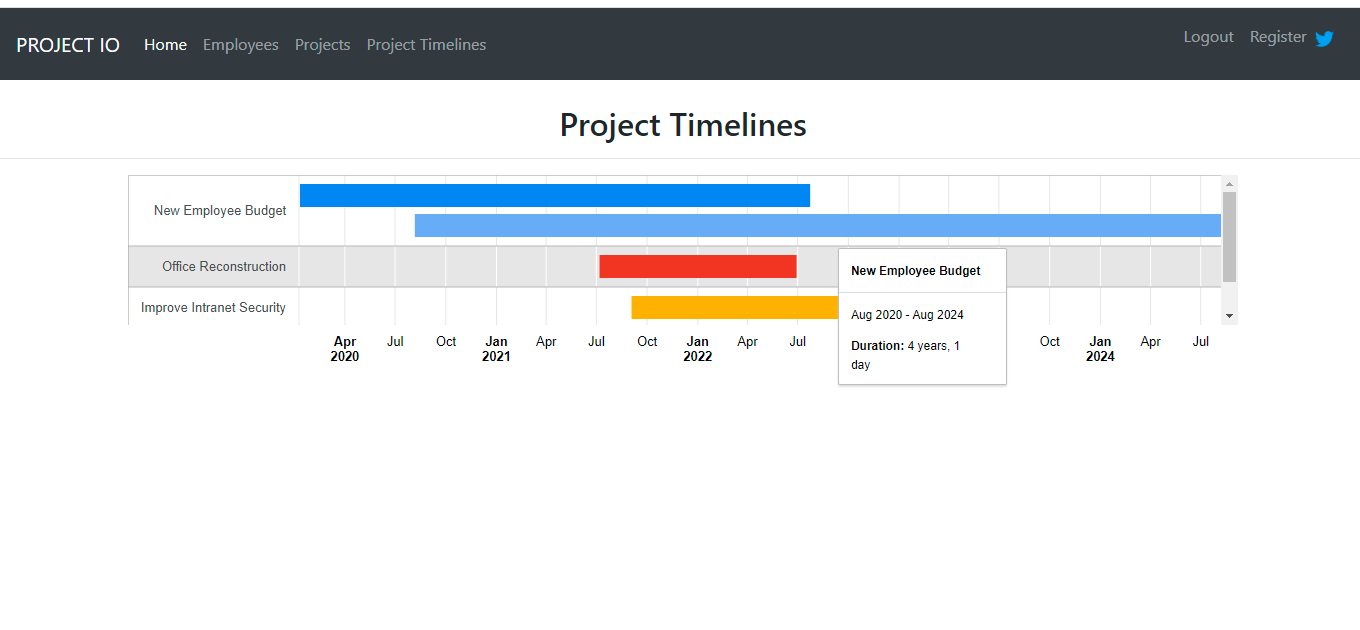 PROJECT IO Home Employees Projects Project Timelines Logout Register
Project Timelines
New Employee Budget
Office Reconstruction
Improve Intranet Security
New Employee Budget
Aug 2020 - Aug 2024
Duration: 4 years, 1
day
Apr Jul Oct Jan Apr Jul Oct Jan Apr Jul Oct Jan Apr Jul
2020 2021 2022 2024